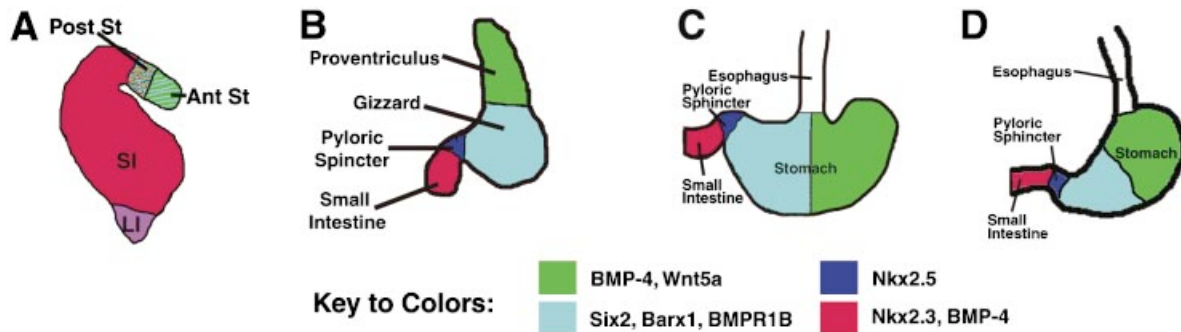 A
Post St
Ant St
SI
LI
B
Proventriculus
Gizzard
Pyloric
Spincter
Small
Intestine
C
Esophagus
Pyloric
Sphincter
Small
Intestine
Stomach
D
Esophagus
Pyloric
Sphincter
Stomach
Small
Intestine
Key to Colors:
BMP-4, Wnt5a
Six2, Barx1, BMPR1B
Nkx2.5
Nkx2.3, BMP-4